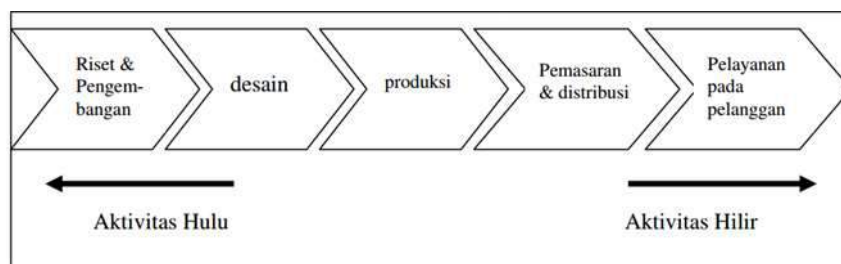 Riset &
Pengem-
bangan
desain
produksi
Pemasaran
& distribusi
Pelayanan
pada
pelanggan
Aktivitas Hulu
Aktivitas Hilir